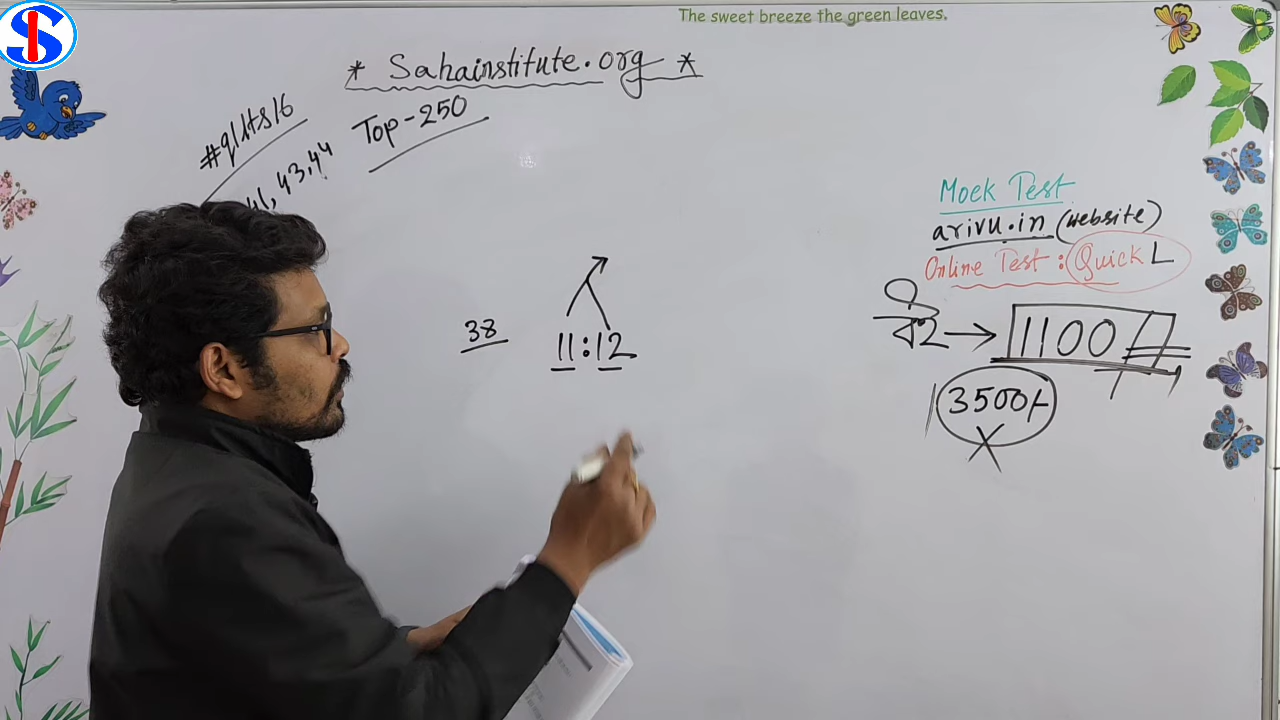 The sweet breeze the green leaves.
* Sahainstitute.org *
Top-250
41, 43, 44
Mock Test
arivu.in (website)
Online Test : Quick L
1100/
3500/-
X
38
11:12